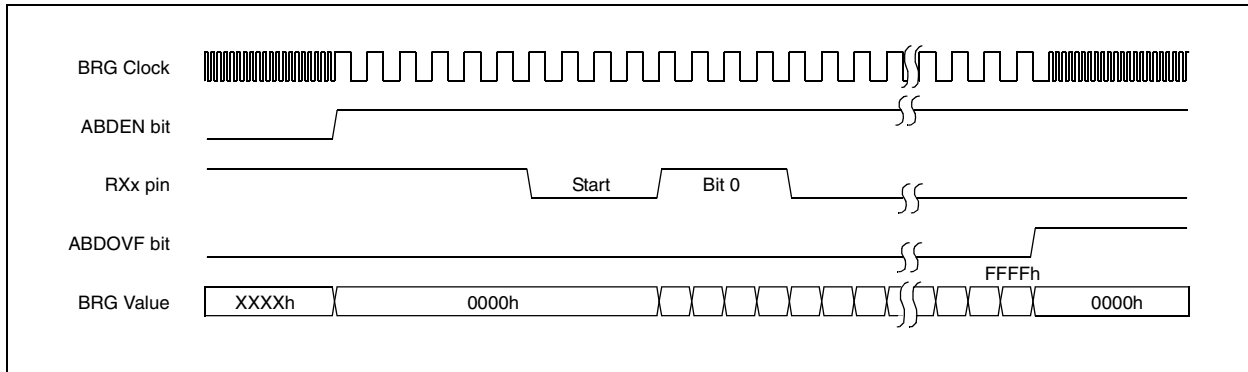 BRG Clock
ABDEN bit
RXx pin
Start
Bit 0
ABDOVF bit
FFFFh
BRG Value
XXXXh
0000h
0000h